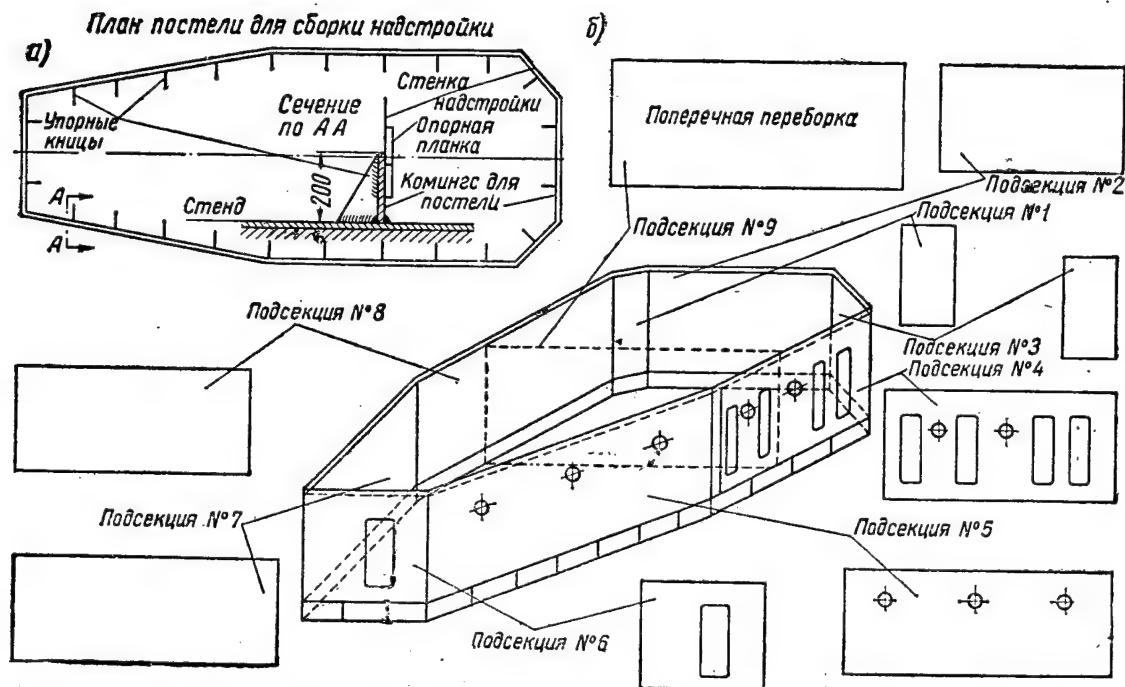 План постели для сборки надстройки
а)
б)
Стенка
надстройки
Сечение
по АА
Опорная
планка
Упорные
кницы
200
Комингс для
постели
Стенд
А
А
Поперечная переборка
Подсекция №2
Подсекция №1
Подсекция №9
Подсекция №8
Подсекция №3
Подсекция №4
Подсекция №7
Подсекция №5
Подсекция №6